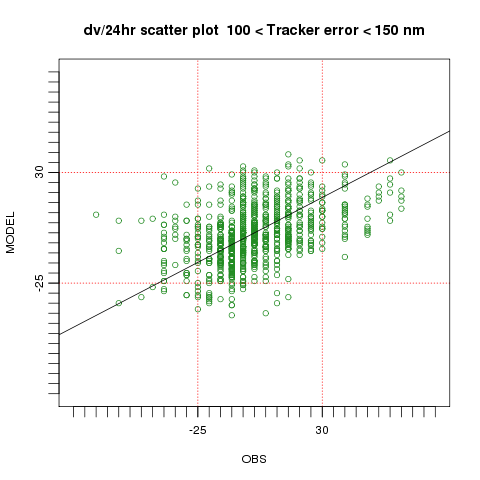 dv/24hr scatter plot  100 < Tracker error < 150 nm
30
MODEL
-25
-25
30
OBS